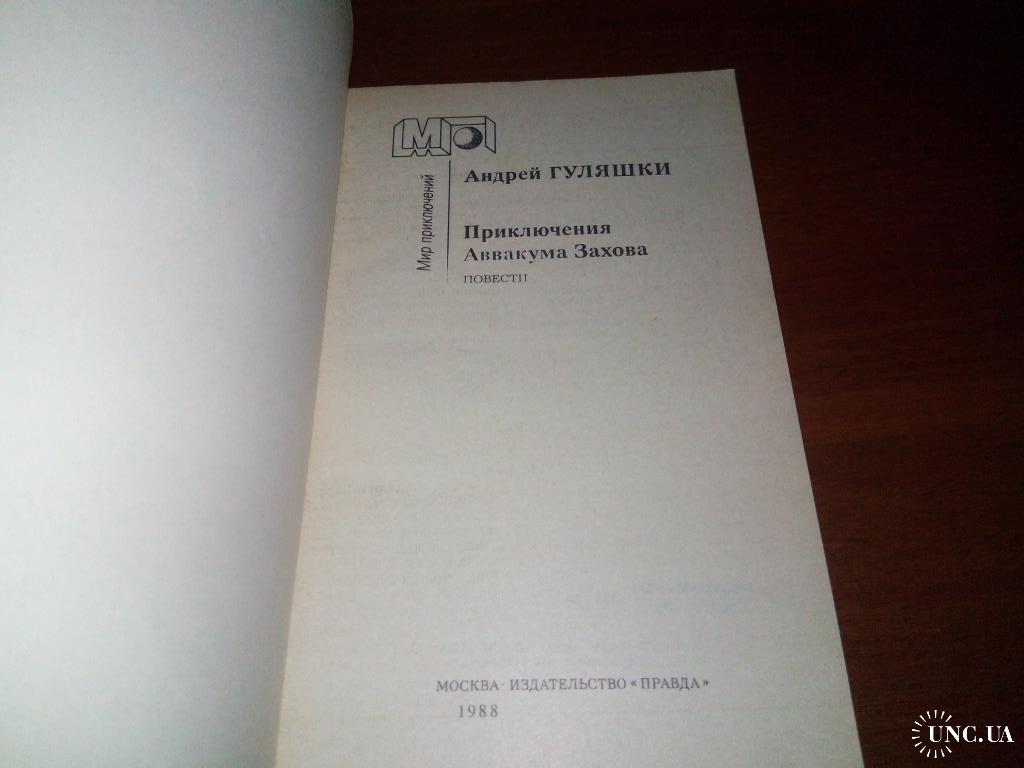 МП
Мир приключений
Андрей ГУЛЯШКИ
Приключения
Аввакума Захова
ПОВЕСТИ
МОСКВА · ИЗДАТЕЛЬСТВО «ПРАВДА»
1988
UNC.UA